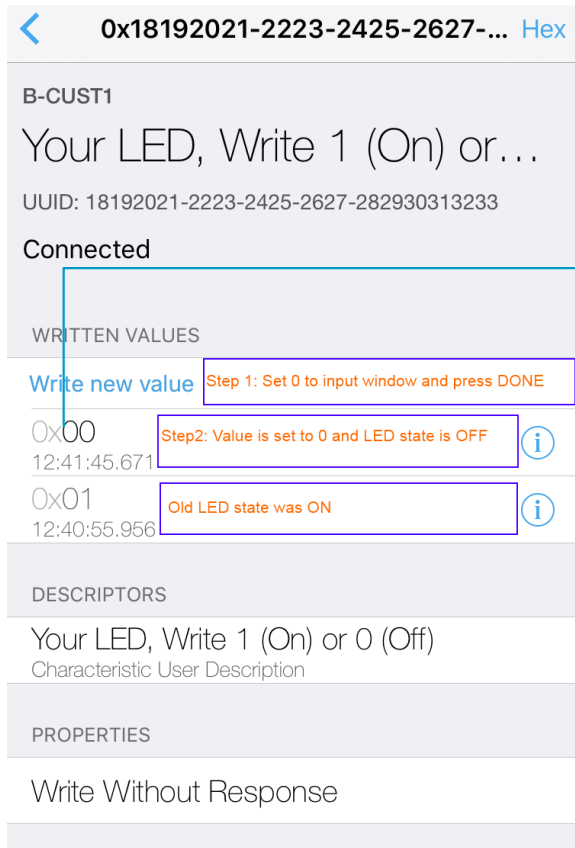 0x18192021-2223-2425-2627-... Hex
B-CUST1
Your LED, Write 1 (On) or...
UUID: 18192021-2223-2425-2627-282930313233
Connected
WRITTEN VALUES
Write new value Step 1: Set 0 to input window and press DONE
0x00 Step2: Value is set to 0 and LED state is OFF
12:41:45.671
0x01 Old LED state was ON
12:40:55.956
DESCRIPTORS
Your LED, Write 1 (On) or 0 (Off)
Characteristic User Description
PROPERTIES
Write Without Response